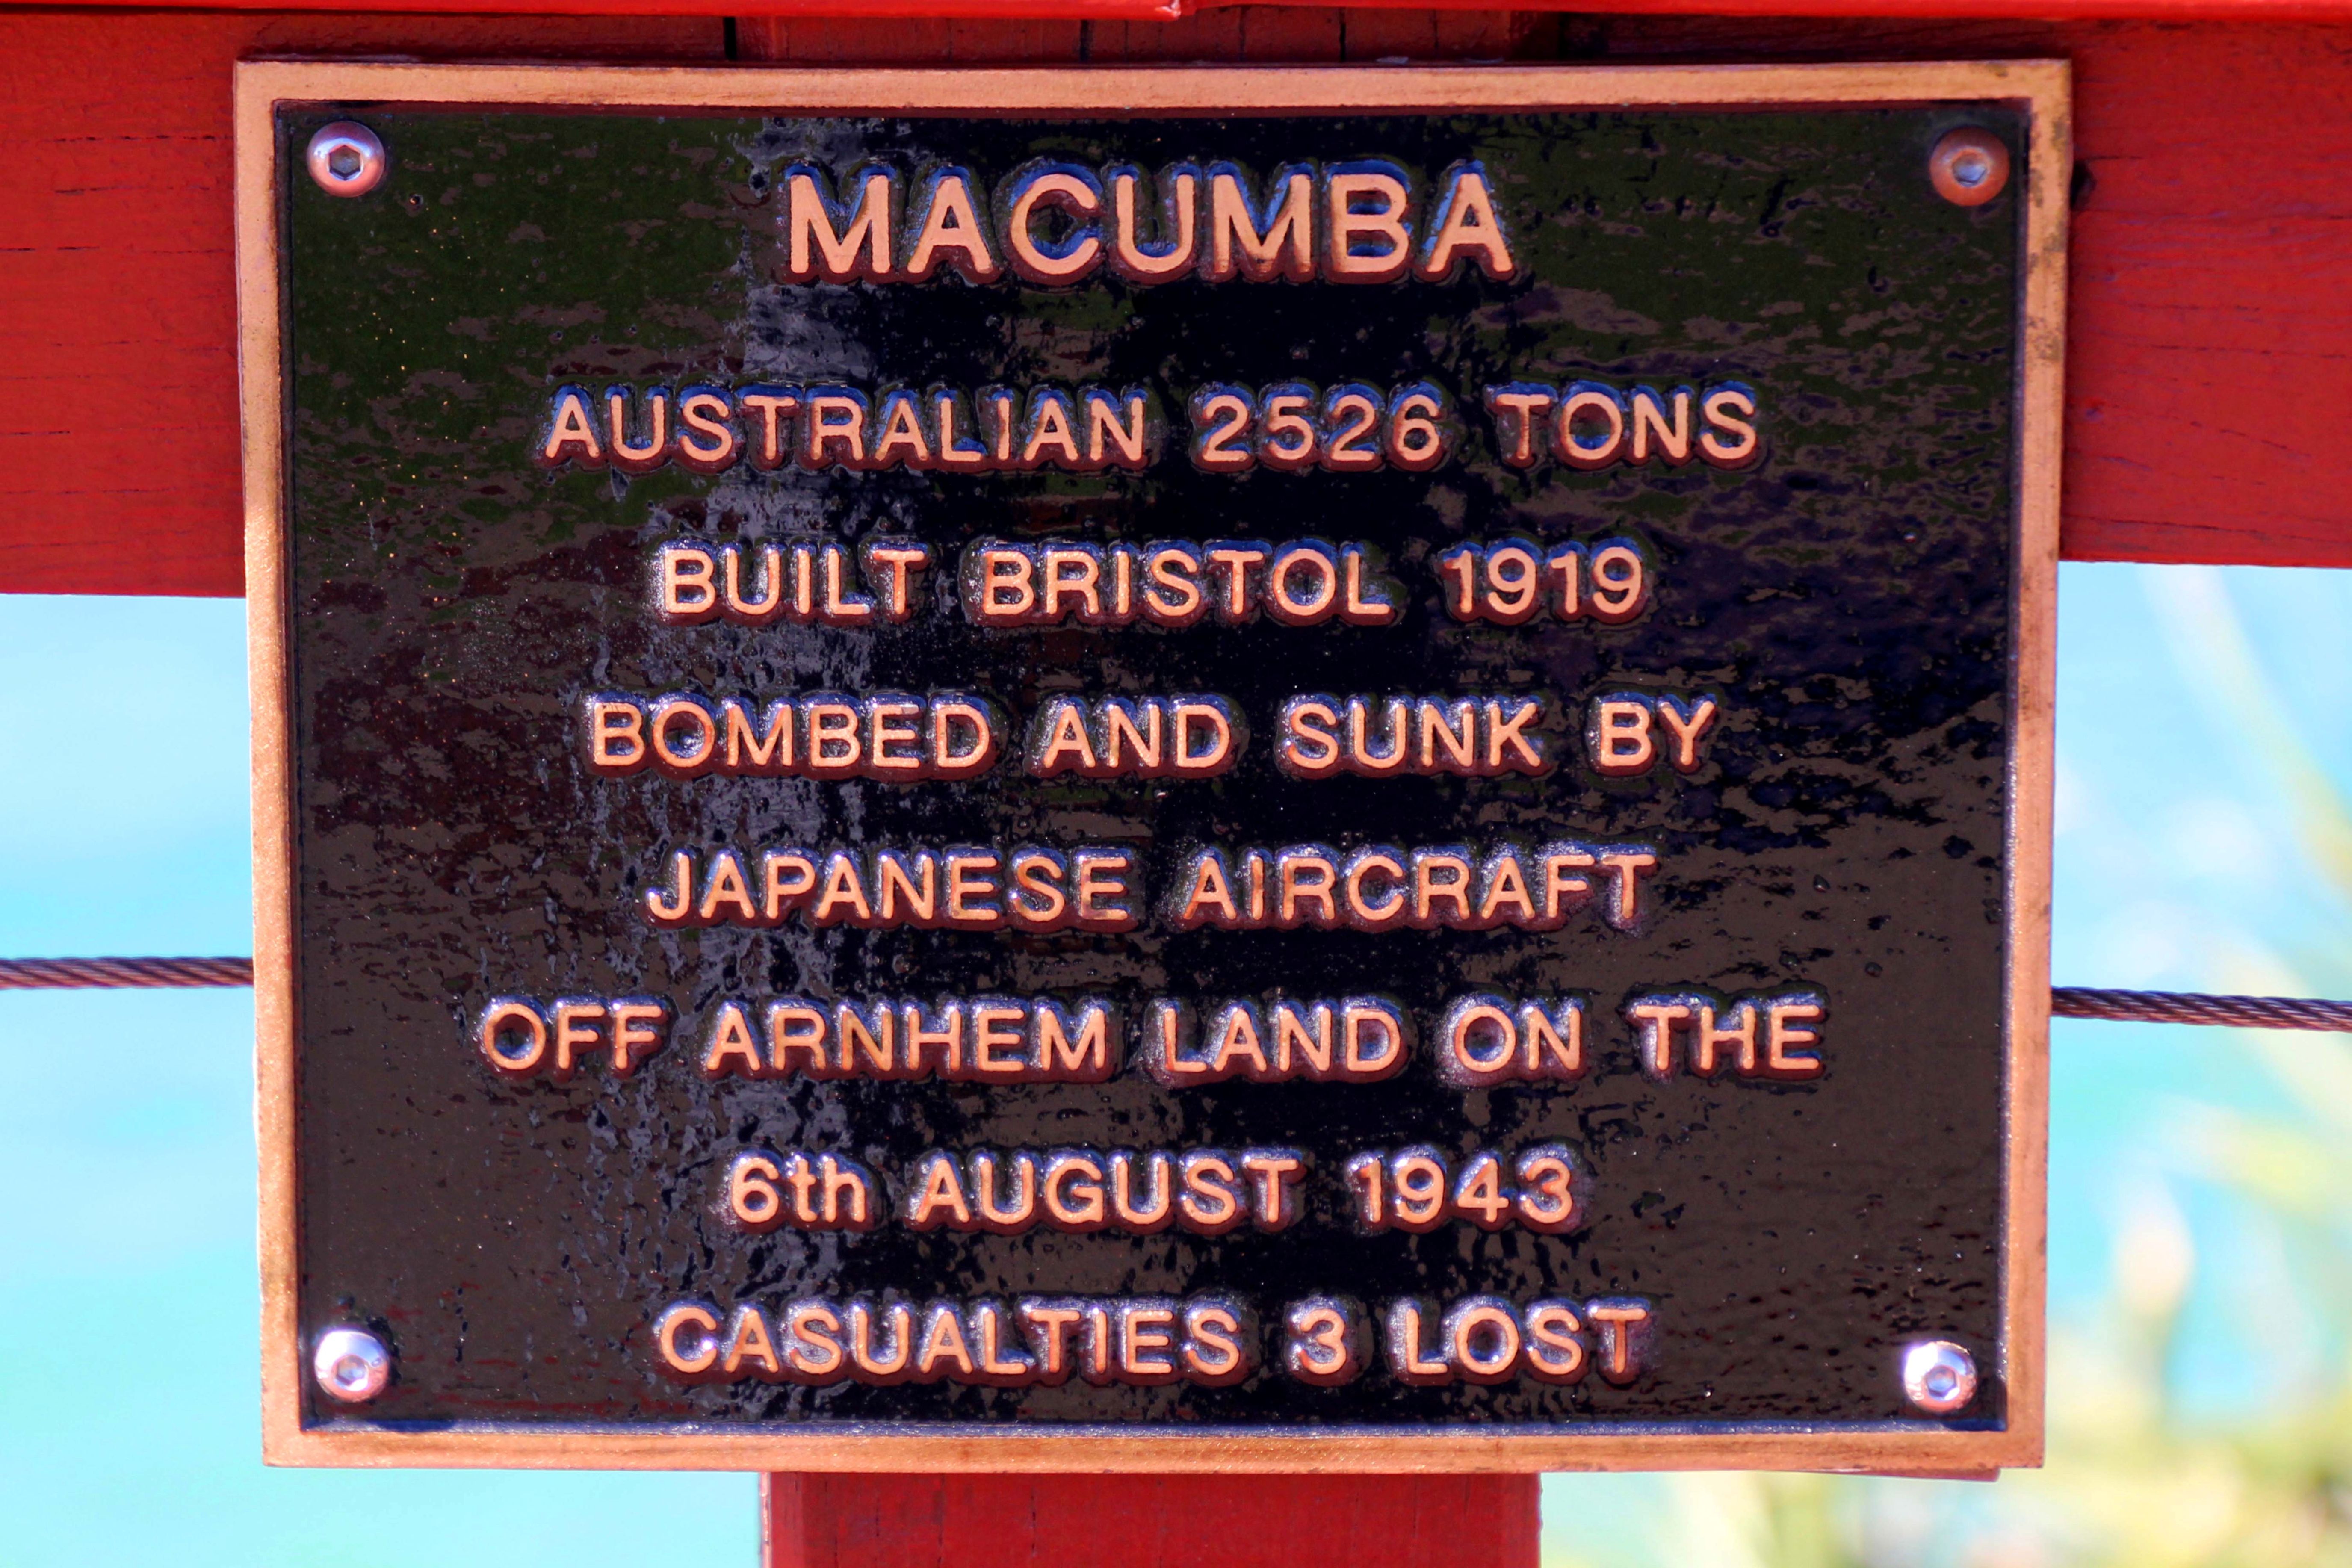 MACUMBA
AUSTRALIAN 2526 TONS
BUILT BRISTOL 1919
BOMBED AND SUNK BY
JAPANESE AIRCRAFT
OFF ARNHEM LAND ON THE
6th AUGUST 1943
CASUALTIES 3 LOST